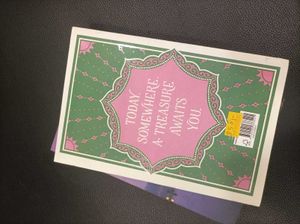 TODAY,
SOMEWHERE,
A TREASURE
AWAITS
YOU.